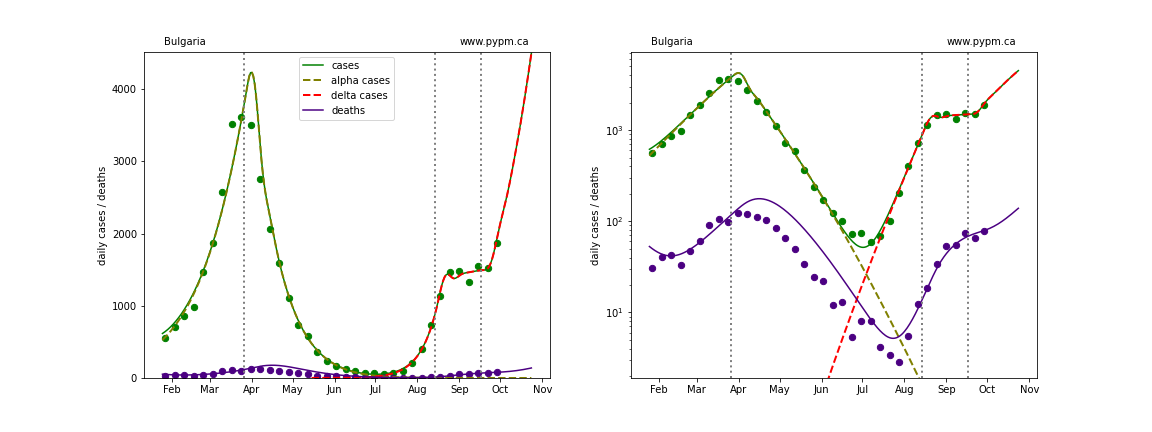 Bulgaria
www.pypm.ca
daily cases / deaths
4000
3000
2000
1000
0
cases
alpha cases
delta cases
deaths
Feb Mar Apr May Jun Jul Aug Sep Oct Nov
Bulgaria
www.pypm.ca
daily cases / deaths
10³
10²
10¹
Feb Mar Apr May Jun Jul Aug Sep Oct Nov